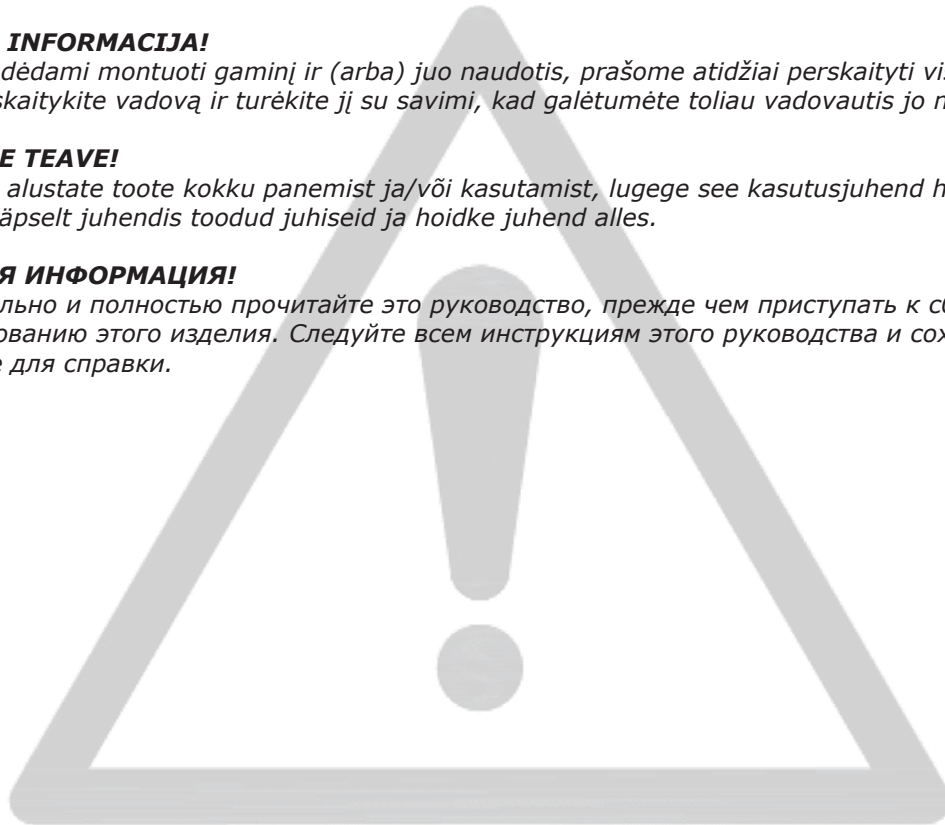 INFORMACIJA!
dėdami montuoti gaminį ir (arba) juo naudotis, prašome atidžiai perskaityti
skaitykite vadovą ir turėkite jį su savimi, kad galėtumėte toliau vadovautis jo
TEAVE!
alustate toote kokku panemist ja/või kasutamist, lugege see kasutusjuhend
äpselt juhendis toodud juhiseid ja hoidke juhend alles.
Я ИНФОРМАЦИЯ!
льно и полностью прочитайте это руководство, прежде чем приступать к
ованию этого изделия. Следуйте всем инструкциям этого руководства и
для справки.